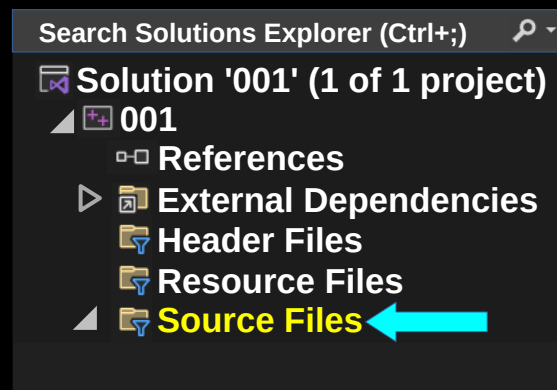 Search Solutions Explorer (Ctrl+;)
Solution '001' (1 of 1 project)
001
References
External Dependencies
Header Files
Resource Files
Source Files